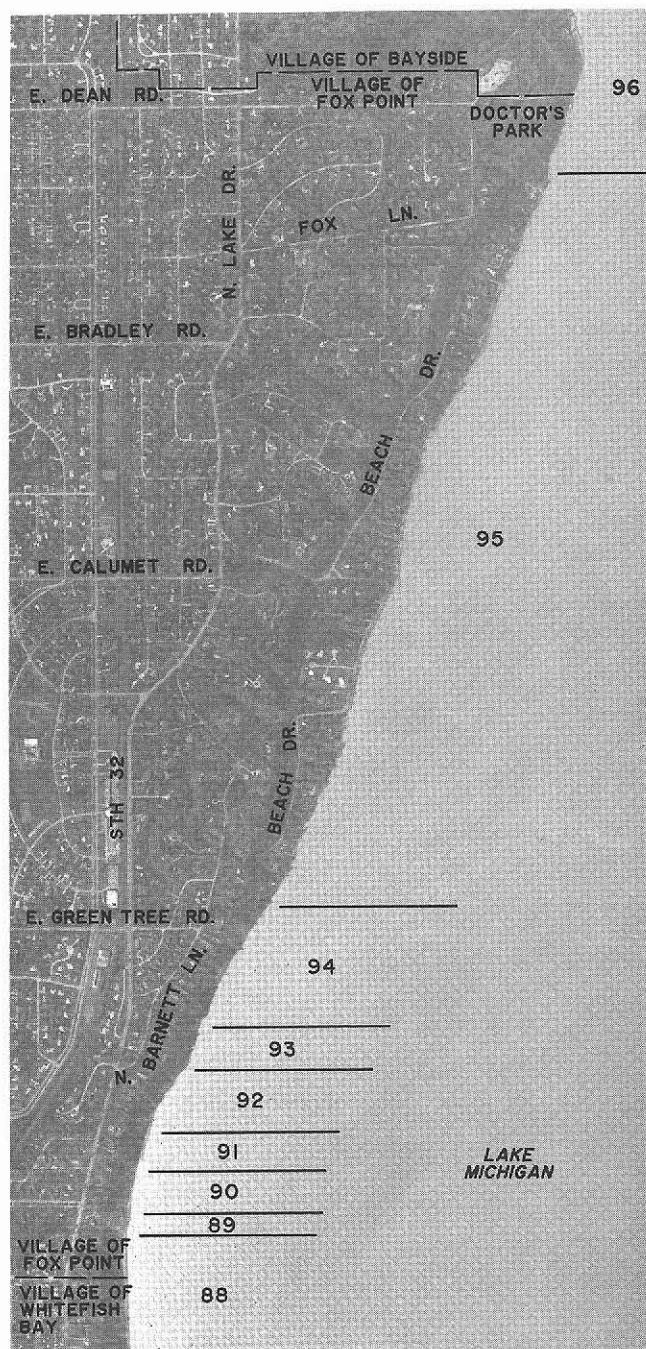 VILLAGE OF BAYSIDE
VILLAGE OF
FOX POINT
E. DEAN RD.
DOCTOR'S
PARK
96
N. LAKE DR.
FOX LN.
E. BRADLEY RD.
BEACH DR.
95
E. CALUMET RD.
BEACH DR.
STH 32
E. GREEN TREE RD.
94
N. BARNETT LN.
93
92
91
LAKE
MICHIGAN
90
89
VILLAGE OF
FOX POINT
VILLAGE OF
WHITEFISH
BAY
88